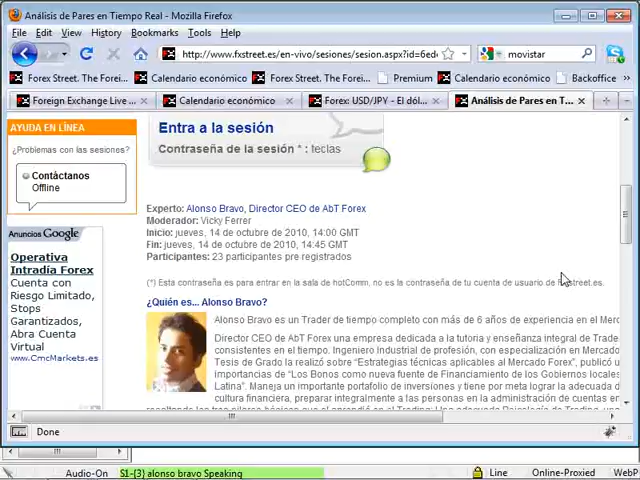 Análisis de Pares en Tiempo Real - Mozilla Firefox
File Edit View History Bookmarks Tools Help
http://www.fxstreet.es/en-vivo/sesiones/sesion.aspx?id=6ed movistar
Forex Street. The Forei... Calendario económico Forex Street. The Forei... Premium Calendario económico Backoffice »
Foreign Exchange Live ... Calendario económico Forex: USD/JPY - El dól... Análisis de Pares en T...
AYUDA EN LÍNEA
¿Problemas con las sesiones?
Contáctanos
Offline
Anuncios Google
Operativa
Intradía Forex
Cuenta con
Riesgo Limitado,
Stops
Garantizados,
Abra Cuenta
Virtual
www.CmcMarkets.es
Entra a la sesión
Contraseña de la sesión * : teclas
Experto: Alonso Bravo, Director CEO de AbT Forex
Moderador: Vicky Ferrer
Inicio: jueves, 14 de octubre de 2010, 14:00 GMT
Fin: jueves, 14 de octubre de 2010, 14:45 GMT
Participantes: 23 participantes pre registrados
(*) Esta contraseña es para entrar en la sala de hotComm, no es la contraseña de tu cuenta de usuario de fxstreet.es.
¿Quién es... Alonso Bravo?
Alonso Bravo es un Trader de tiempo completo con más de 6 años de experiencia en el Merc
Director CEO de AbT Forex una empresa dedicada a la tutoria y enseñanza integral de Trade
consistentes en el tiempo. Ingeniero Industrial de profesión, con especialización en Mercado
Tesis de Grado la realizó sobre "Estrategias técnicas aplicables al Mercado Forex", publicó u
importancias de "Los Bonos como nueva fuente de Financiamiento de los Gobiernos locales
Latina". Maneja un importante portafolio de inversiones y tiene por meta lograr la adecuada d
cultura financiera, preparar integralmente a las personas en la administración de cuentas en
Done
Audio-On S1-{3} alonso bravo Speaking Line Online-Proxied WebP